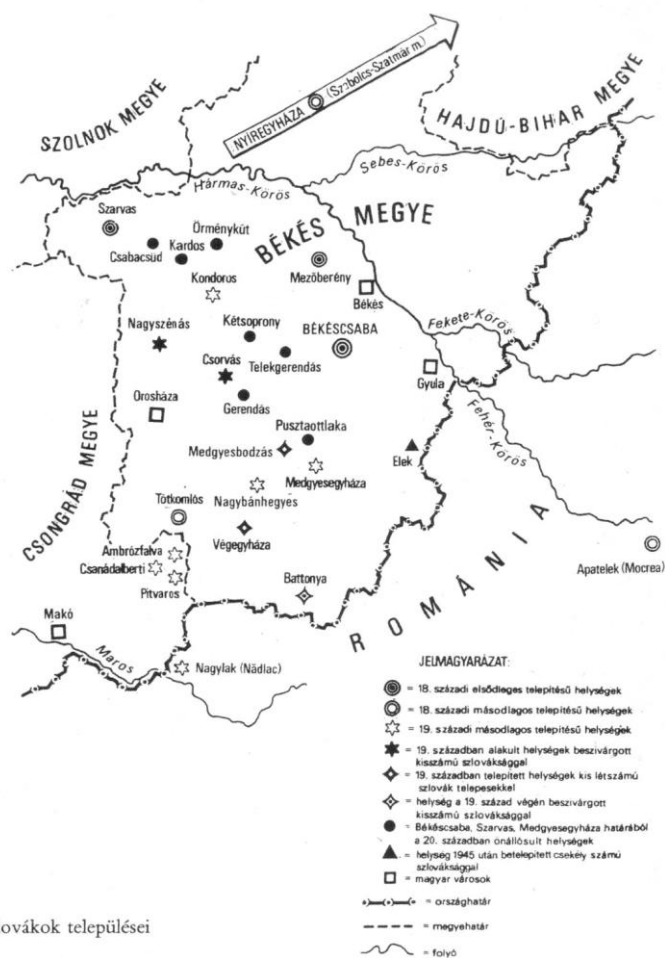 NYÍREGYHÁZA (Szabolcs-Szatmár m.)
SZOLNOK MEGYE
HAJDÚ-BIHAR MEGYE
Sebes-Körös
Hármas-Körös
Szarvas
Örménykút
Kardos
Csabacsüd
BÉKÉS MEGYE
Kondoros
Mezőberény
Békés
Nagyszénás
Kétsoprony
BÉKÉSCSABA
Fekete-Körös
Telekgerendás
Csorvás
Gyula
Orosháza
Gerendás
Fehér-Körös
Pusztaottlaka
Medgyesbodzás
Elek
CSONGRÁD MEGYE
Medgyesegyháza
Nagybánhegyes
Tótkomlós
Végegyháza
Ambrózfalva
Csanádalberti
Pitvaros
Battonya
ROMÁNIA
Apatelek (Mocrea)
Makó
Maros
Nagylak (Nădlac)
JELMAGYARÁZAT:
= 18. századi elsődleges telepítésű helységek
= 18. századi másodlagos telepítésű helységek
= 19. századi másodlagos telepítésű helységek
= 19. században alakult helységek beszivárgott
kisszámú szlováksággal
= 19. században telepített helységek kis létszámú
szlovák telepesekkel
= helység a 19. század végén beszivárgott
kisszámú szlováksággal
= Békéscsaba, Szarvas, Medgyesegyháza határából
a 20. században önállósult helységek
= helység 1945 után betelepített csekély számú
szlováksággal
= magyar városok
= országhatár
= megyehatár
= folyó
lovákok települései